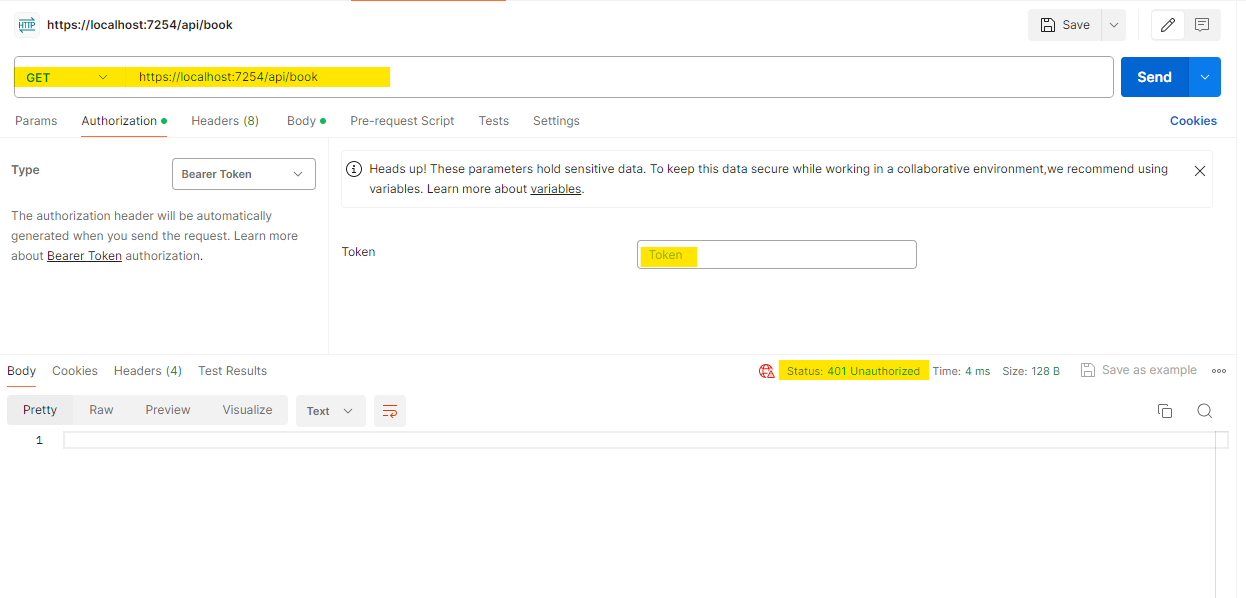 HTTP https://localhost:7254/api/book Save
GET https://localhost:7254/api/book Send
Params Authorization Headers (8) Body Pre-request Script Tests Settings Cookies
Type Bearer Token
The authorization header will be automatically
generated when you send the request. Learn more
about Bearer Token authorization.
Heads up! These parameters hold sensitive data. To keep this data secure while working in a collaborative environment,we recommend using
variables. Learn more about variables.
Token Token
Body Cookies Headers (4) Test Results Status: 401 Unauthorized Time: 4 ms Size: 128 B Save as example
Pretty Raw Preview Visualize Text
1